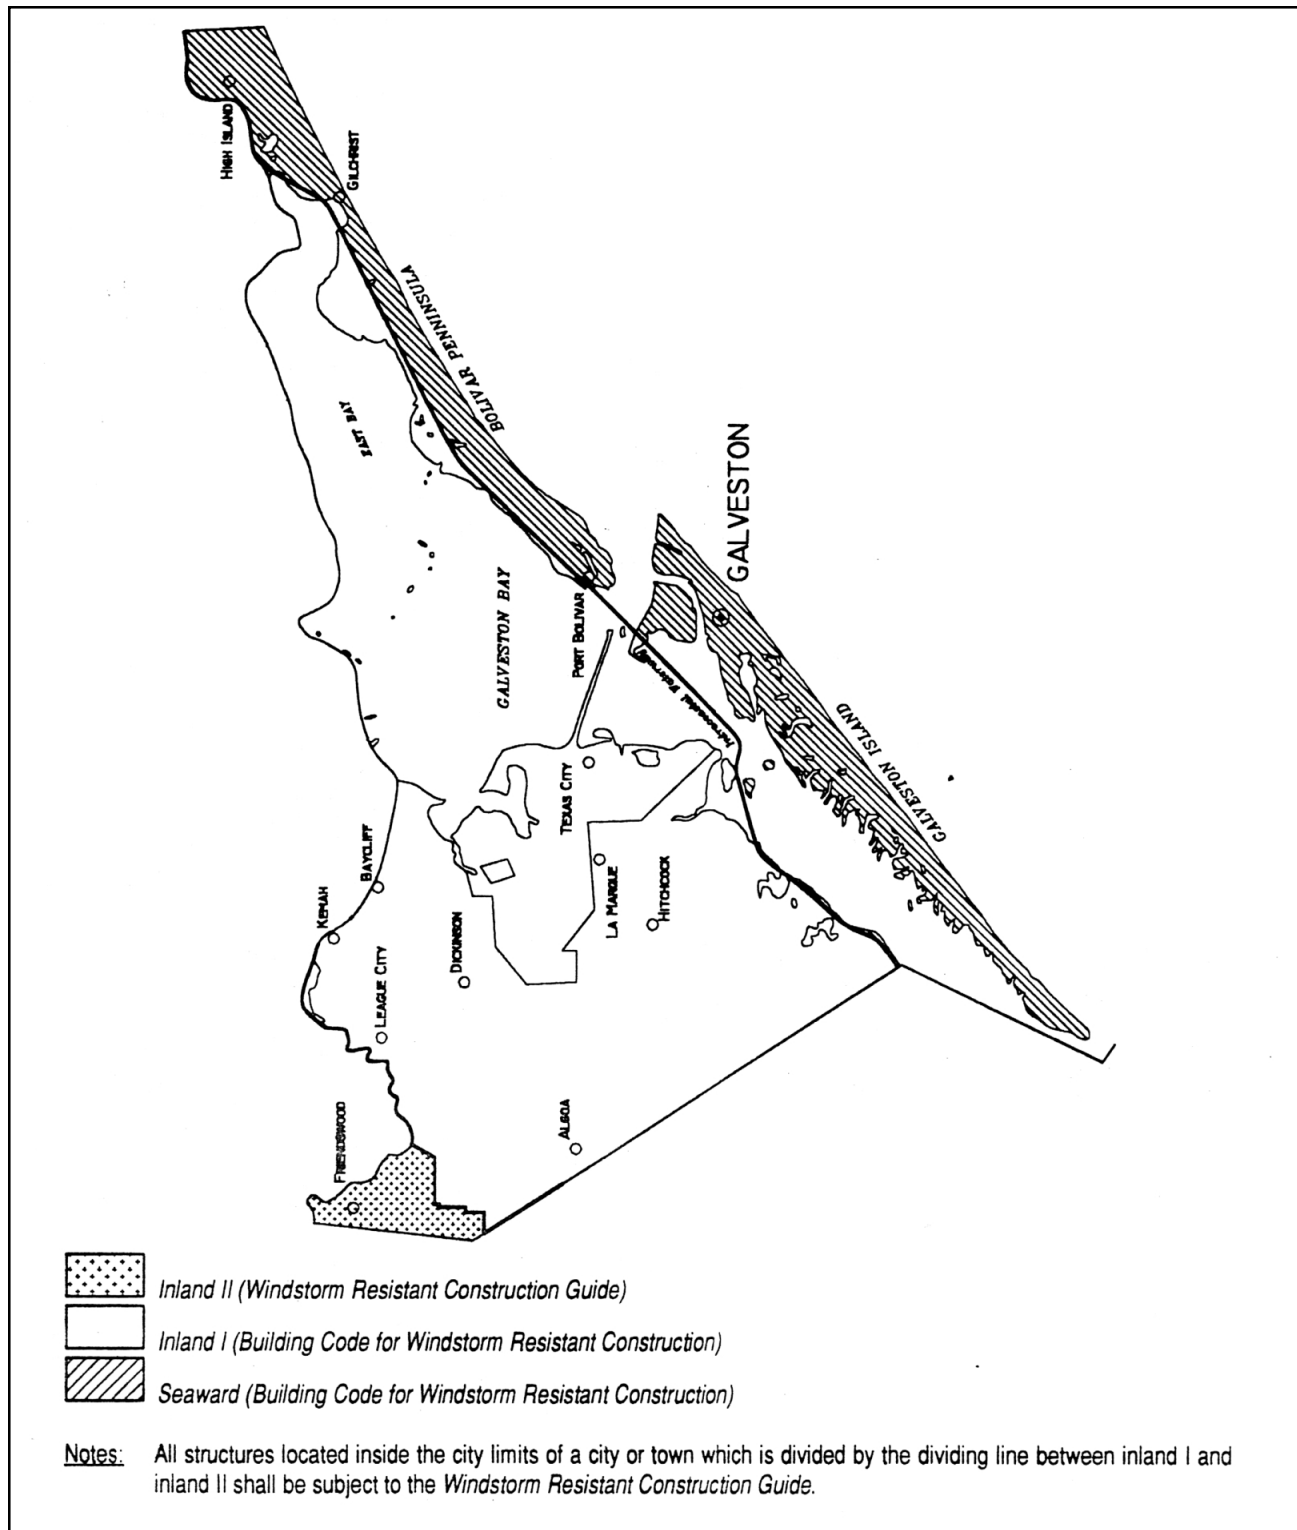 HIGH ISLAND
GILCHRIST
BOLIVAR PENNINSULA
EAST BAY
GALVESTON
GALVESTON BAY
PORT BOLIVAR
Intracoastal Waterway
TEXAS CITY
GALVESTON ISLAND
BAYCLIFF
KEMAH
LA MARQUE
HITCHCOCK
DICKINSON
LEAGUE CITY
FRIENDSWOOD
ALGOA
Inland II (Windstorm Resistant Construction Guide)
Inland I (Building Code for Windstorm Resistant Construction)
Seaward (Building Code for Windstorm Resistant Construction)
Notes: All structures located inside the city limits of a city or town which is divided by the dividing line between inland I and
inland II shall be subject to the Windstorm Resistant Construction Guide.